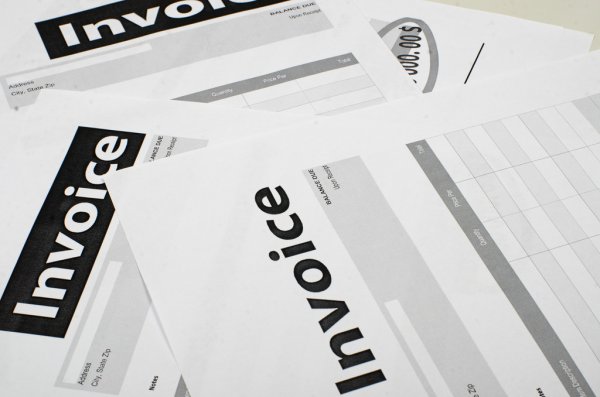 Invoice
BALANCE DUE
Upon Receipt
Address
City, State Zip
Quantity
Price Per
Total
000.00$
Invoice
BALANCE DUE
Upon Receipt
Address
City, State Zip
Notes
Invoice
BALANCE DUE
Upon Receipt
Total
Price Per
Quantity
Item Description
Zip